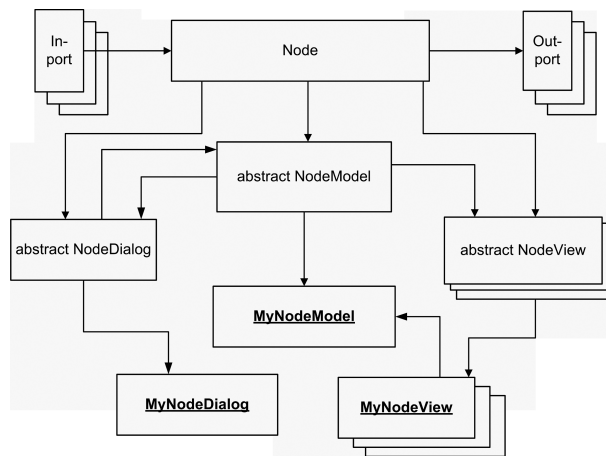 In-
port
Node
Out-
port
abstract NodeModel
abstract NodeDialog
abstract NodeView
MyNodeModel
MyNodeDialog
MyNodeView